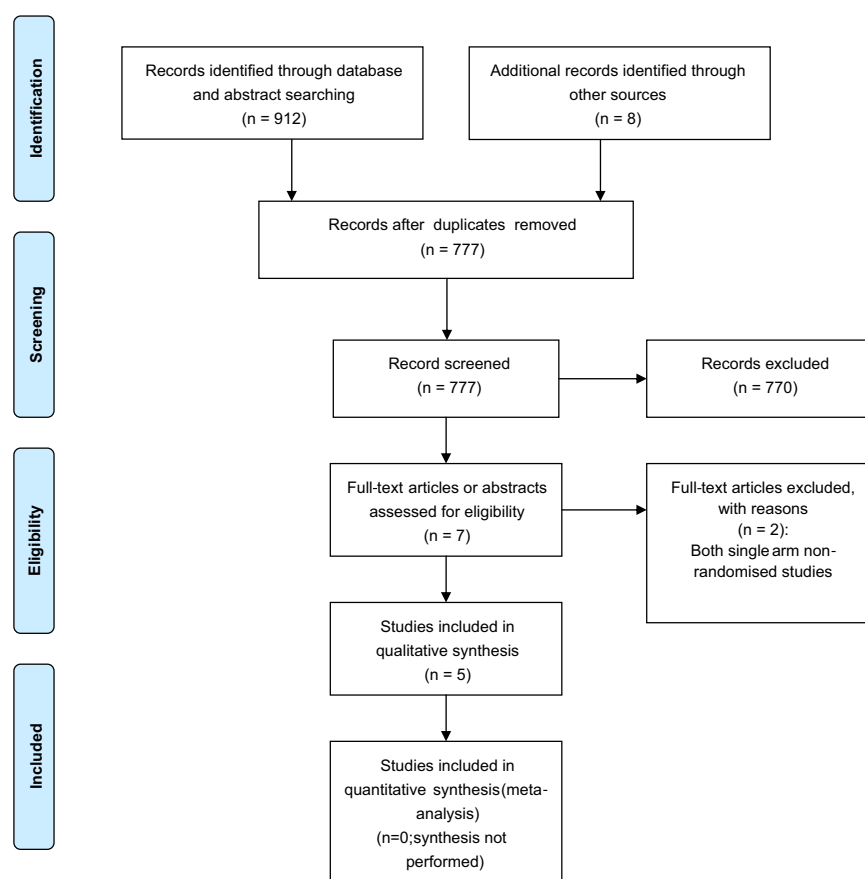 Identification
Records identified through database
and abstract searching
(n = 912)
Additional records identified through
other sources
(n = 8)
Records after duplicates removed
(n = 777)
Screening
Record screened
(n = 777)
Records excluded
(n = 770)
Eligibility
Full-text articles or abstracts
assessed for eligibility
(n = 7)
Full-text articles excluded,
with reasons
(n = 2):
Both single arm non-
randomised studies
Studies included in
qualitative synthesis
(n = 5)
Included
Studies included in
quantitative synthesis(meta-
analysis)
(n=0;synthesis not
performed)